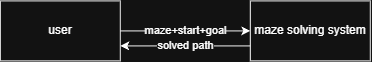 user
maze+start+goal
solved path
maze solving system